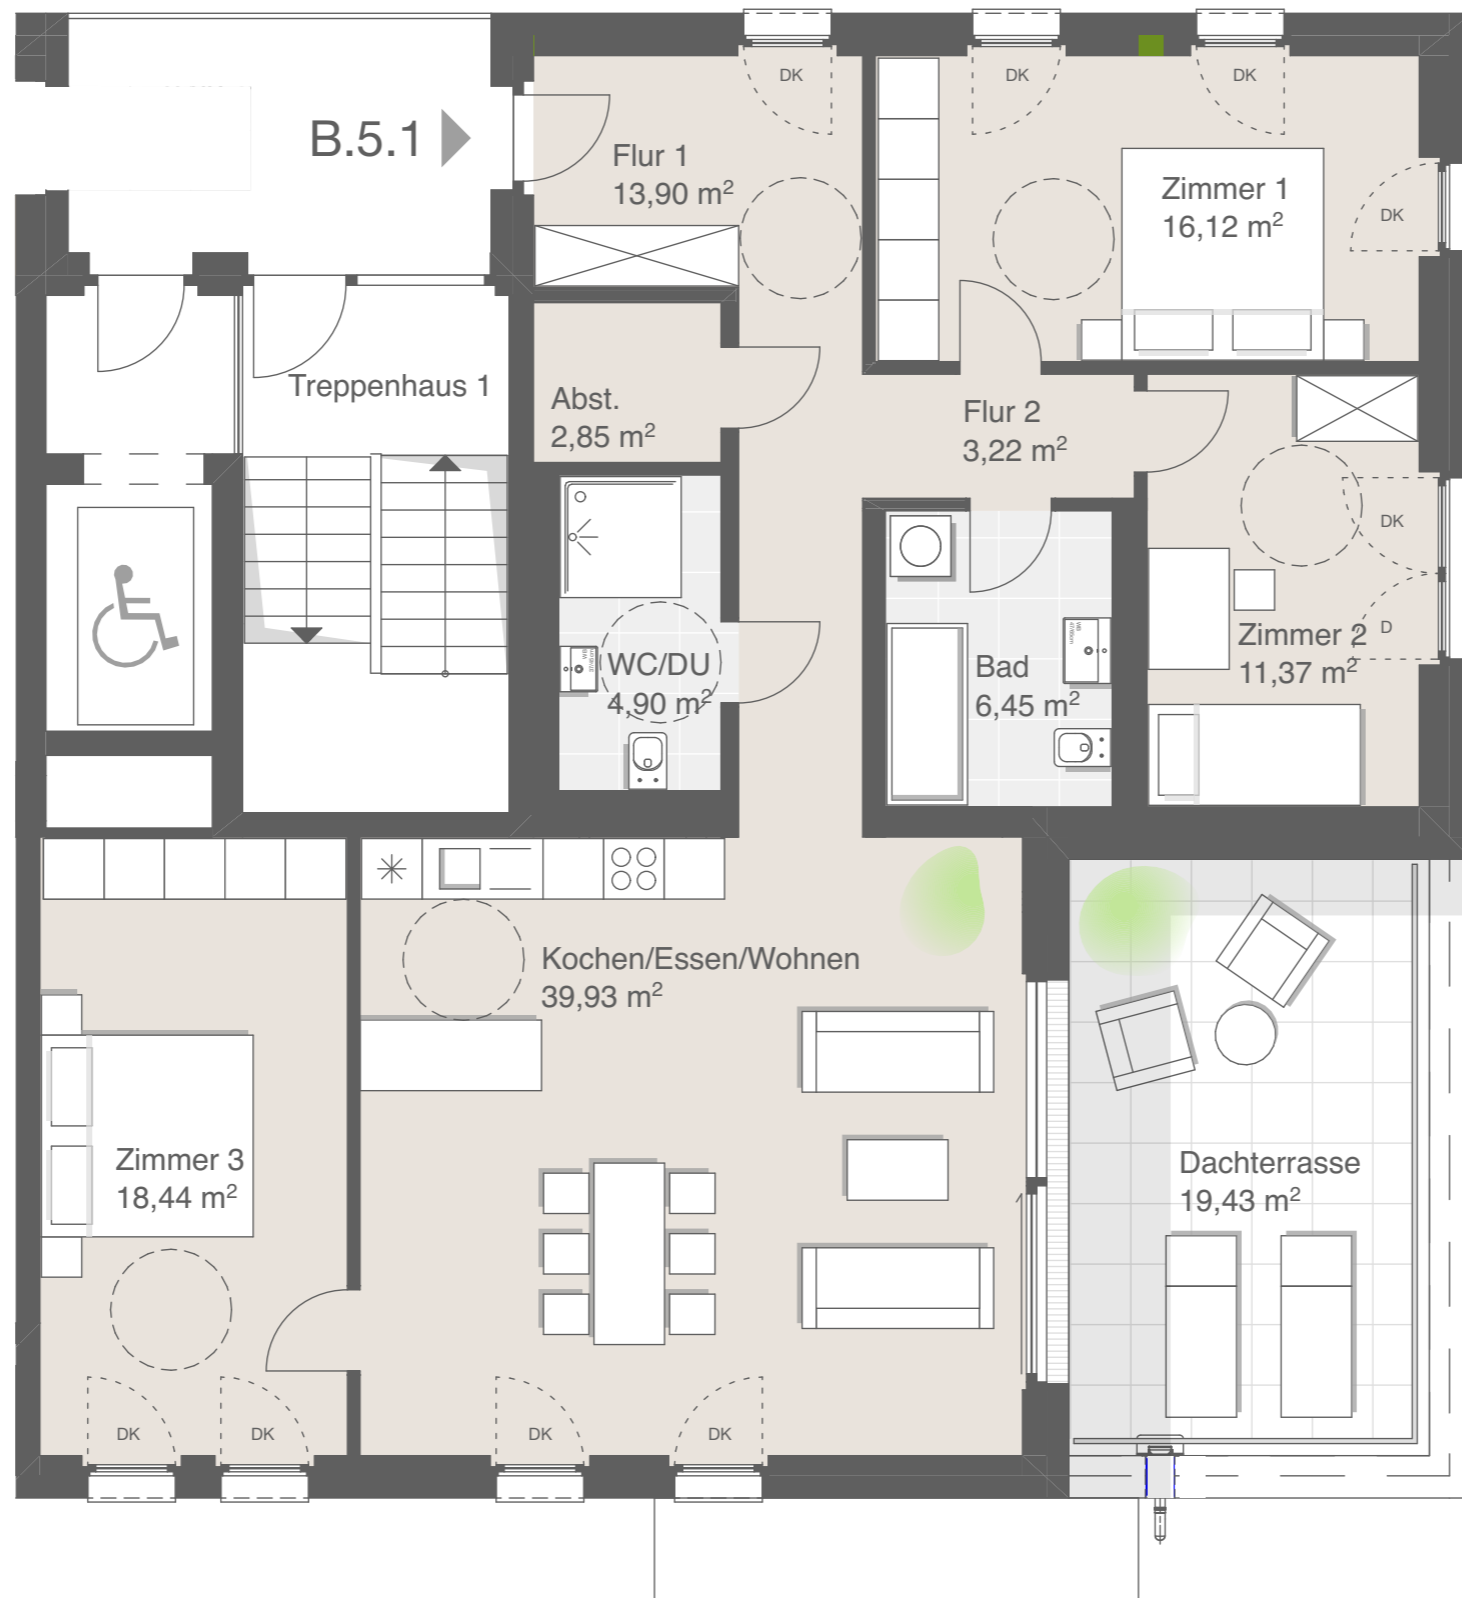 DK
DK
DK
B.5.1
Flur 1
13,90 m²
Zimmer 1
16,12 m²
DK
Treppenhaus 1
Abst.
2,85 m²
Flur 2
3,22 m²
DK
WC/DU
4,90 m²
Bad
6,45 m²
Zimmer 2
11,37 m²
D
Kochen/Essen/Wohnen
39,93 m²
Zimmer 3
18,44 m²
Dachterrasse
19,43 m²
DK
DK
DK
DK